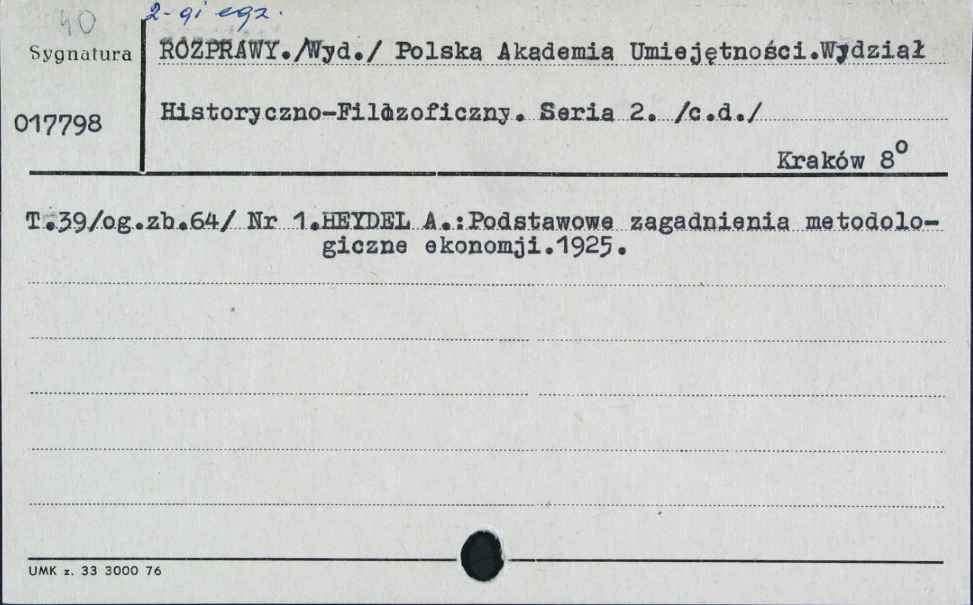 40
2-gi egz.
Sygnatura
ROZPRAWY./Wyd./ Polska Akademia Umiejętności.Wydział
017798
Historyczno-Filozoficzny. Seria 2. /c.d./
Kraków 8⁰
T.39/og.zb.64/ Nr 1.HEYDEL A.:Podstawowe zagadnienia metodolo-
giczne ekonomji.1925.
UMK z. 33 3000 76